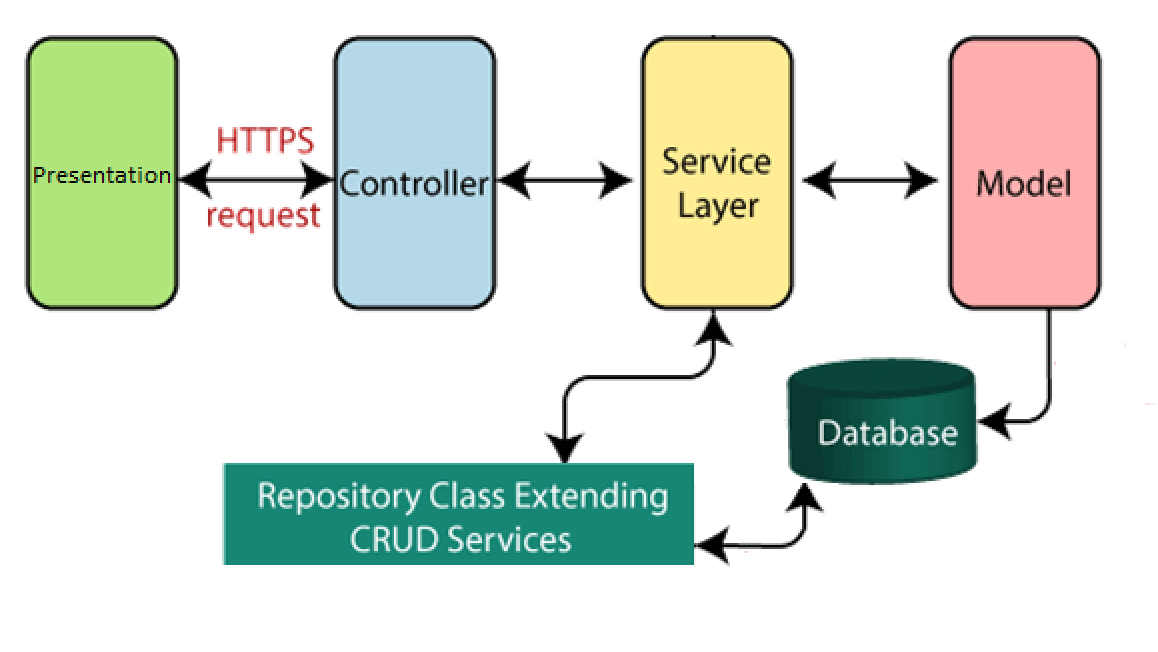 HTTPS
Presentation
request
Controller
Service
Layer
Model
Database
Repository Class Extending
CRUD Services